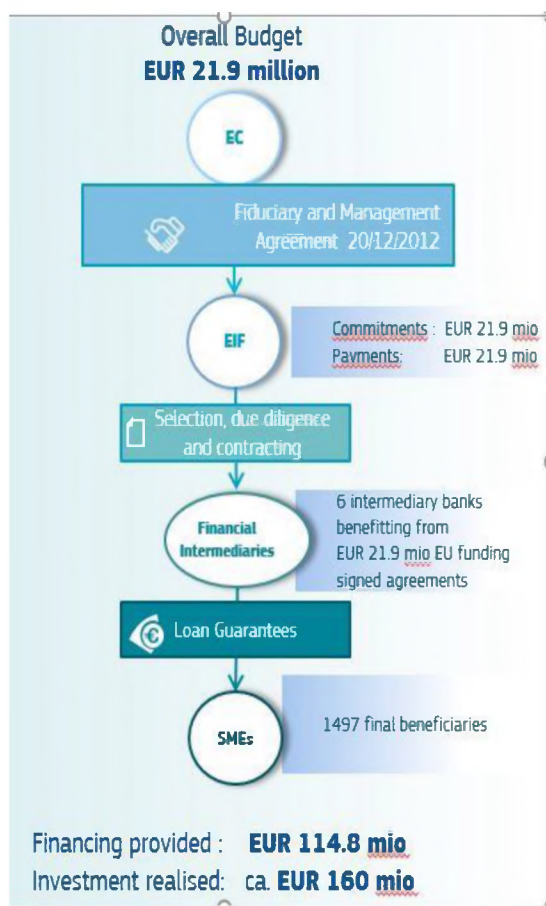 Overall Budget
EUR 21.9 million
EC
Fiduciary and Management
Agreement 20/12/2012
EIF
Commitments : EUR 21.9 mio
Payments: EUR 21.9 mio
Selection, due diligence
and contracting
Financial
Intermediaries
6 intermediary banks
benefitting from
EUR 21.9 mio EU funding
signed agreements
Loan Guarantees
SMEs
1497 final beneficiaries
Financing provided : EUR 114.8 mio
Investment realised: ca. EUR 160 mio